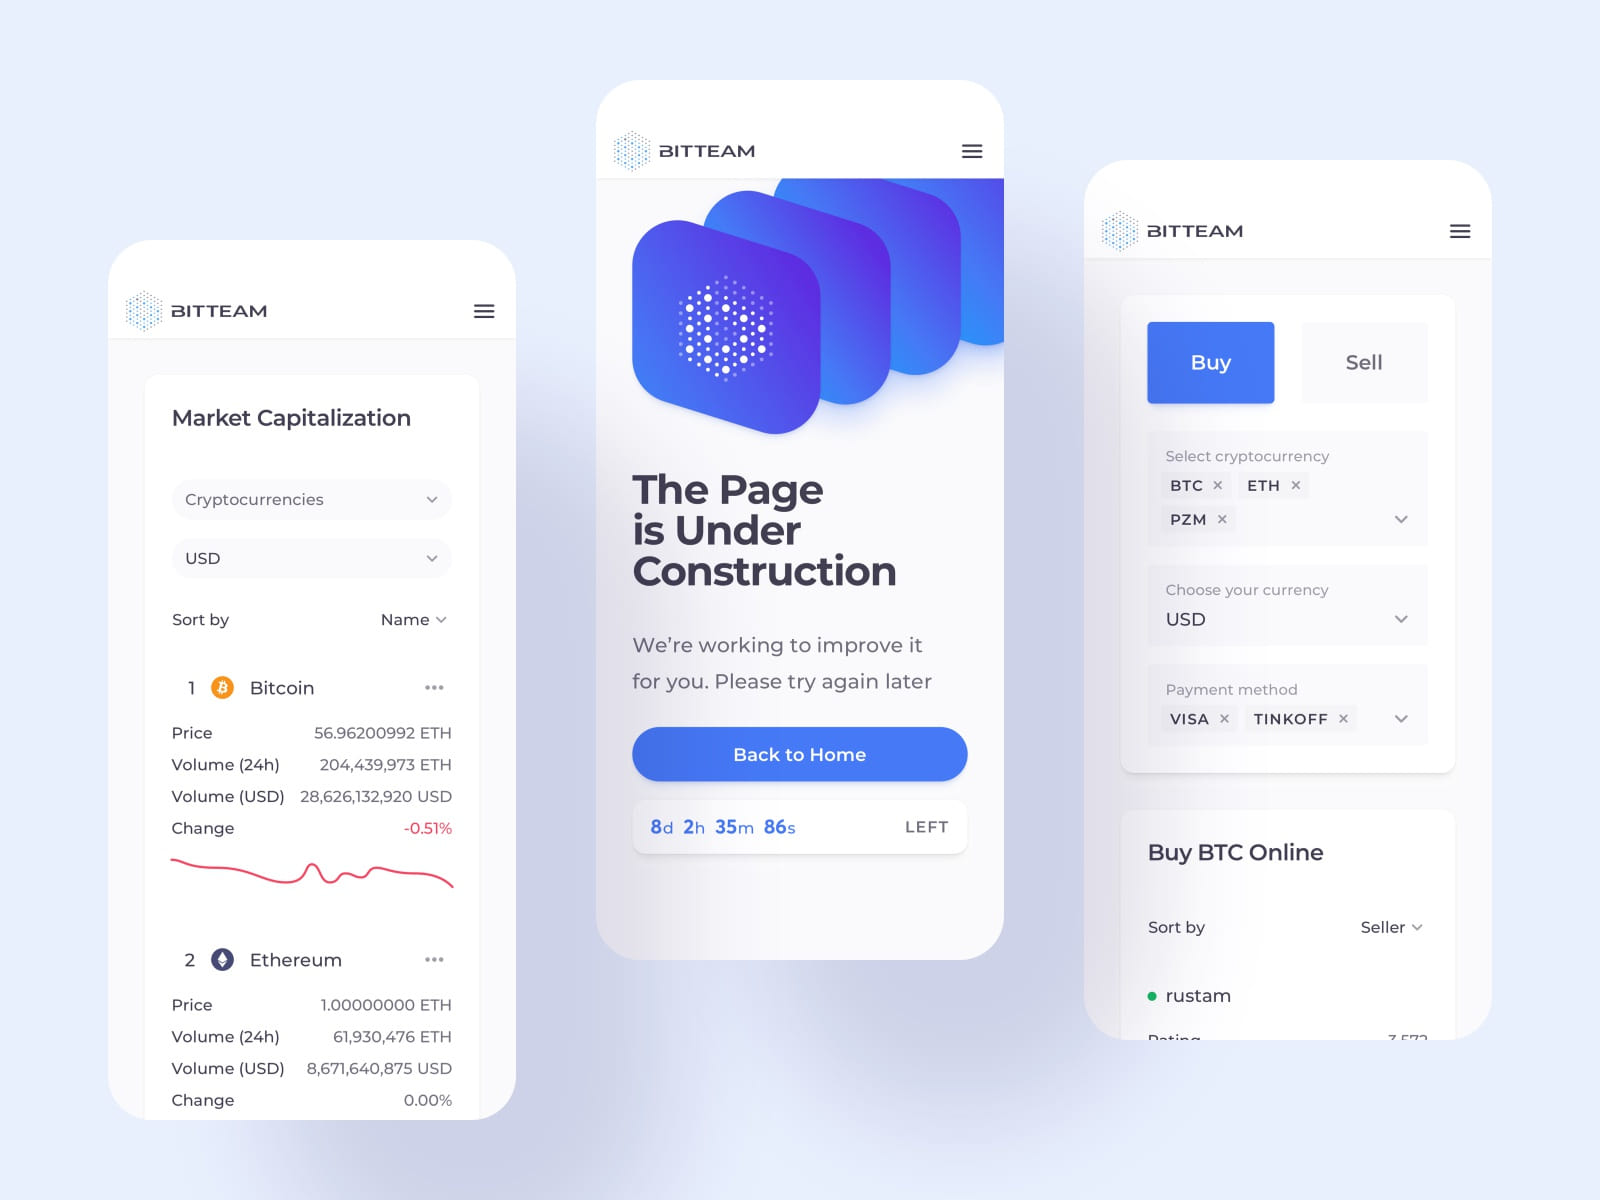 BITTEAM
Market Capitalization
Cryptocurrencies
USD
Sort by Name
1 Bitcoin
Price 56.96200992 ETH
Volume (24h) 204,439,973 ETH
Volume (USD) 28,626,132,920 USD
Change -0.51%
2 Ethereum
Price 1.00000000 ETH
Volume (24h) 61,930,476 ETH
Volume (USD) 8,671,640,875 USD
Change 0.00%
BITTEAM
The Page
is Under
Construction
We’re working to improve it
for you. Please try again later
Back to Home
8d 2h 35m 86s LEFT
BITTEAM
Buy Sell
Select cryptocurrency
BTC × ETH ×
PZM ×
Choose your currency
USD
Payment method
VISA × TINKOFF ×
Buy BTC Online
Sort by Seller
rustam
Rating 3,572